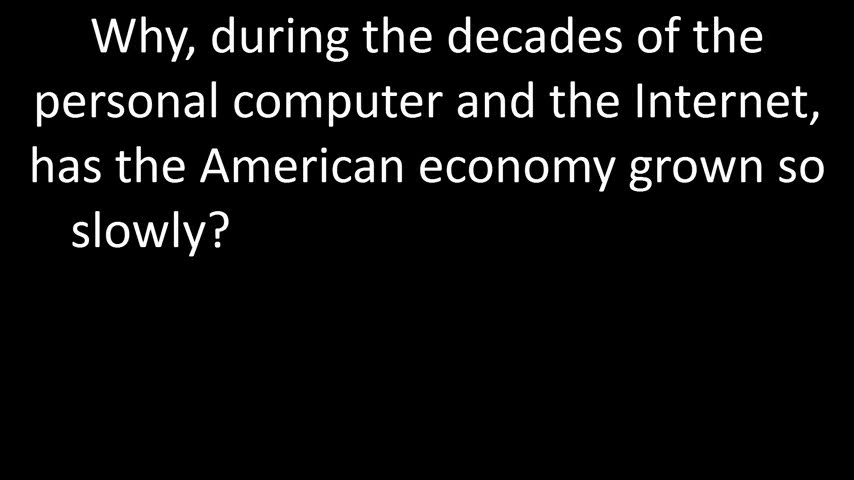 Why, during the decades of the
personal computer and the Internet,
has the American economy grown so
slowly?